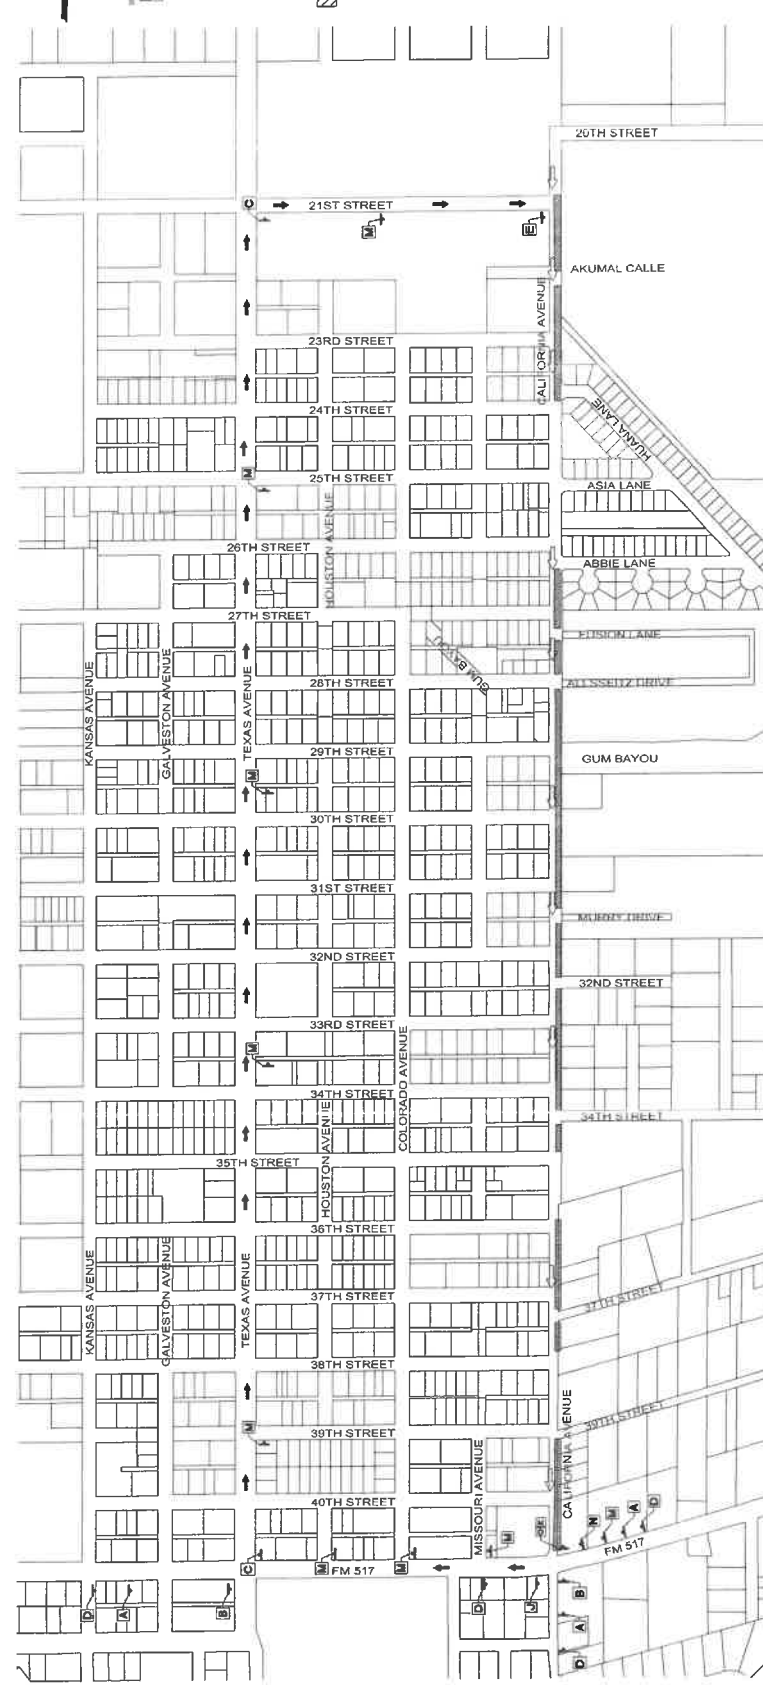 20TH STREET
C
21ST STREET
M
E
AKUMAL CALLE
CALIFORNIA AVENUE
23RD STREET
24TH STREET
HUANA LANE
M
25TH STREET
ASIA LANE
HOUSTON AVENUE
26TH STREET
ABBIE LANE
27TH STREET
FUSION LANE
GUM BAYOU
KANSAS AVENUE
GALVESTON AVENUE
TEXAS AVENUE
28TH STREET
29TH STREET
GUM BAYOU
M
30TH STREET
31ST STREET
32ND STREET
32ND STREET
33RD STREET
M
COLORADO AVENUE
34TH STREET
34TH STREET
HOUSTON AVENUE
35TH STREET
36TH STREET
KANSAS AVENUE
GALVESTON AVENUE
TEXAS AVENUE
37TH STREET
37TH STREET
38TH STREET
CALIFORNIA AVENUE
39TH STREET
M
39TH STREET
MISSOURI AVENUE
40TH STREET
N
M
A
D
M
FM 517
C
M
FM 517
M
D
A
B
D
J
B
A
D